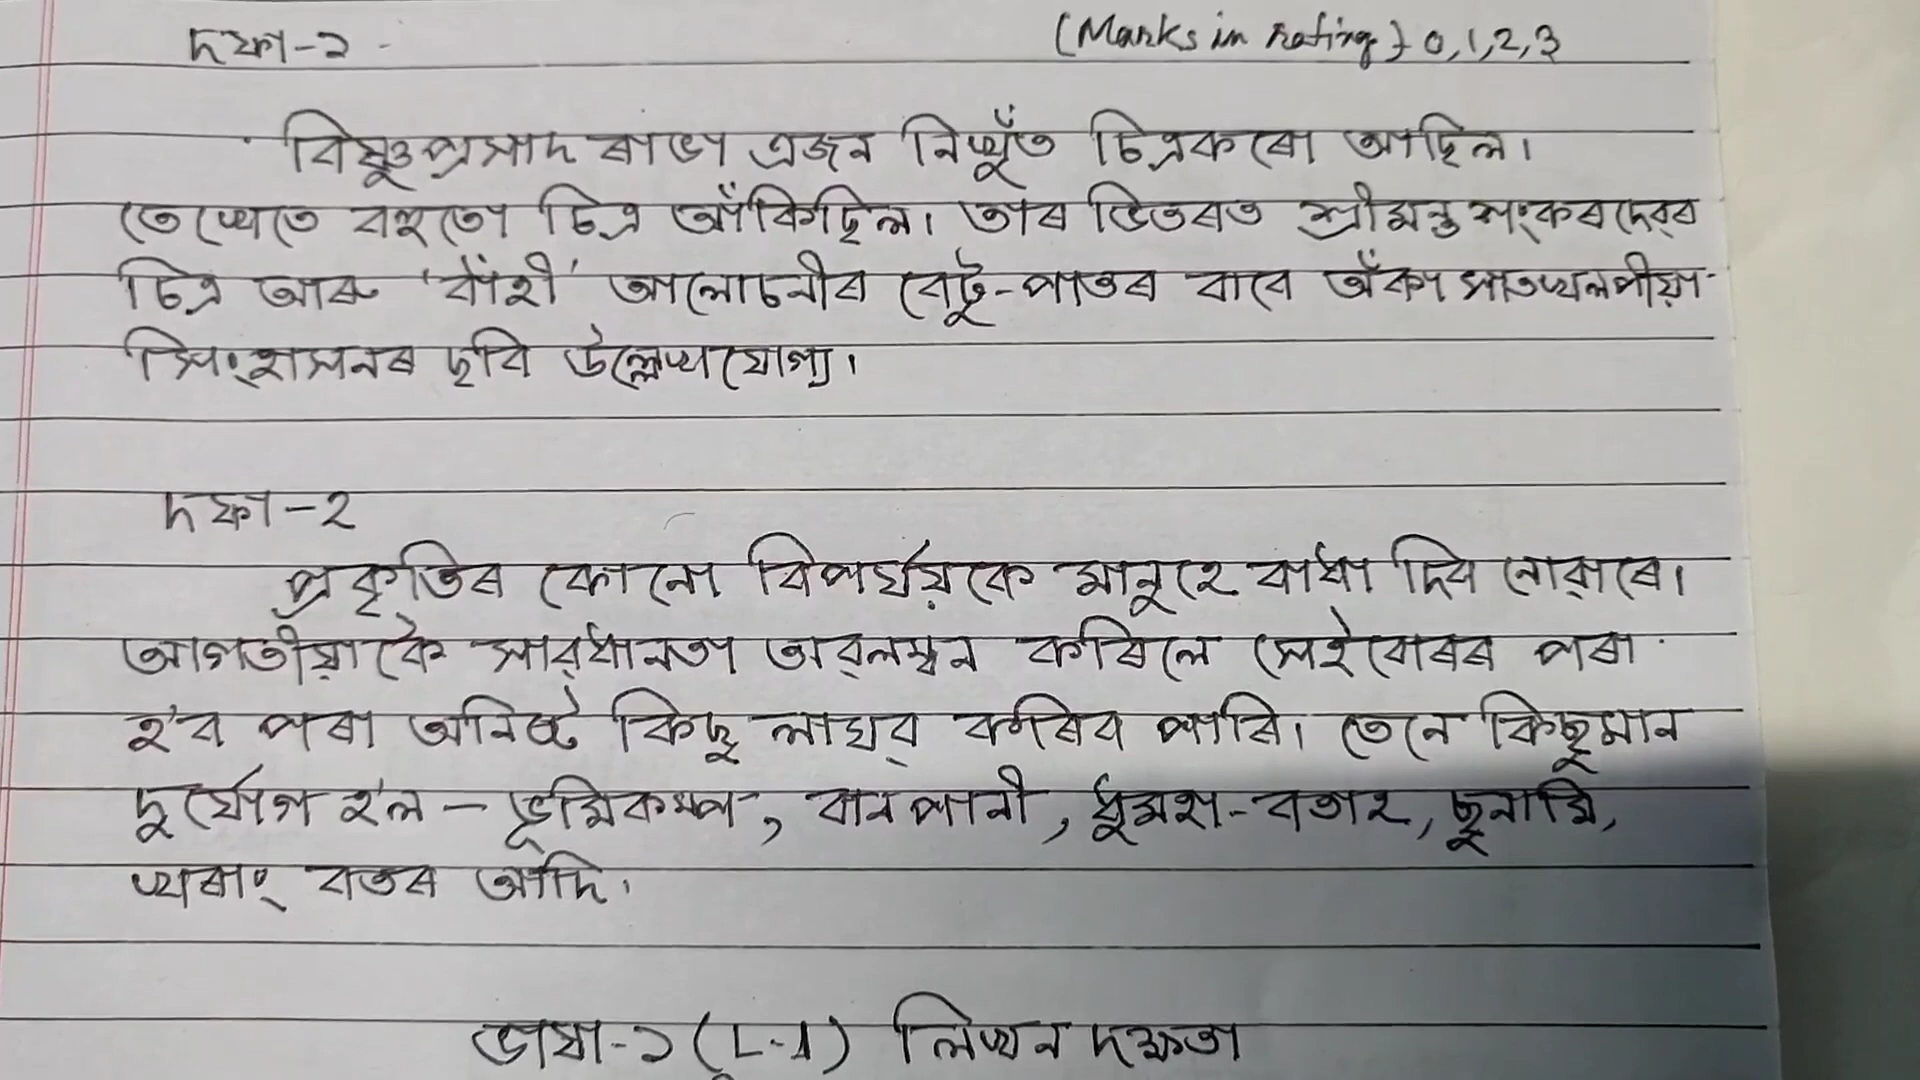 দফা-১ (Marks in rating) 0,1,2,3
বিষ্ণুপ্ৰসাদ ৰাভা এজন নিখুঁত চিত্ৰকৰো আছিল।
তেখেতে বহুতো চিত্ৰ আঁকিছিল। তাৰ ভিতৰত শ্ৰীমন্ত শংকৰদেৱৰ
চিত্ৰ আৰু 'বাঁহী' আলোচনীৰ বেটু-পাতৰ বাবে অঁকা সাতখলপীয়া
সিংহাসনৰ ছবি উল্লেখযোগ্য।
দফা-২
প্ৰকৃতিৰ কোনো বিপৰ্যয়কে মানুহে বাধা দিব নোৱাৰে।
আগতীয়াকৈ সাৱধানতা অৱলম্বন কৰিলে সেইবোৰৰ পৰা
হ'ব পৰা অনিষ্ট কিছু লাঘৱ কৰিব পাৰি। তেনে কিছুমান
দুৰ্যোগ হ'ল – ভূমিকম্প, বানপানী, ধুমুহা-বতাহ, ছুনামি,
খৰাং বতৰ আদি।
ভাষা-১ (L-1) লিখন দক্ষতা